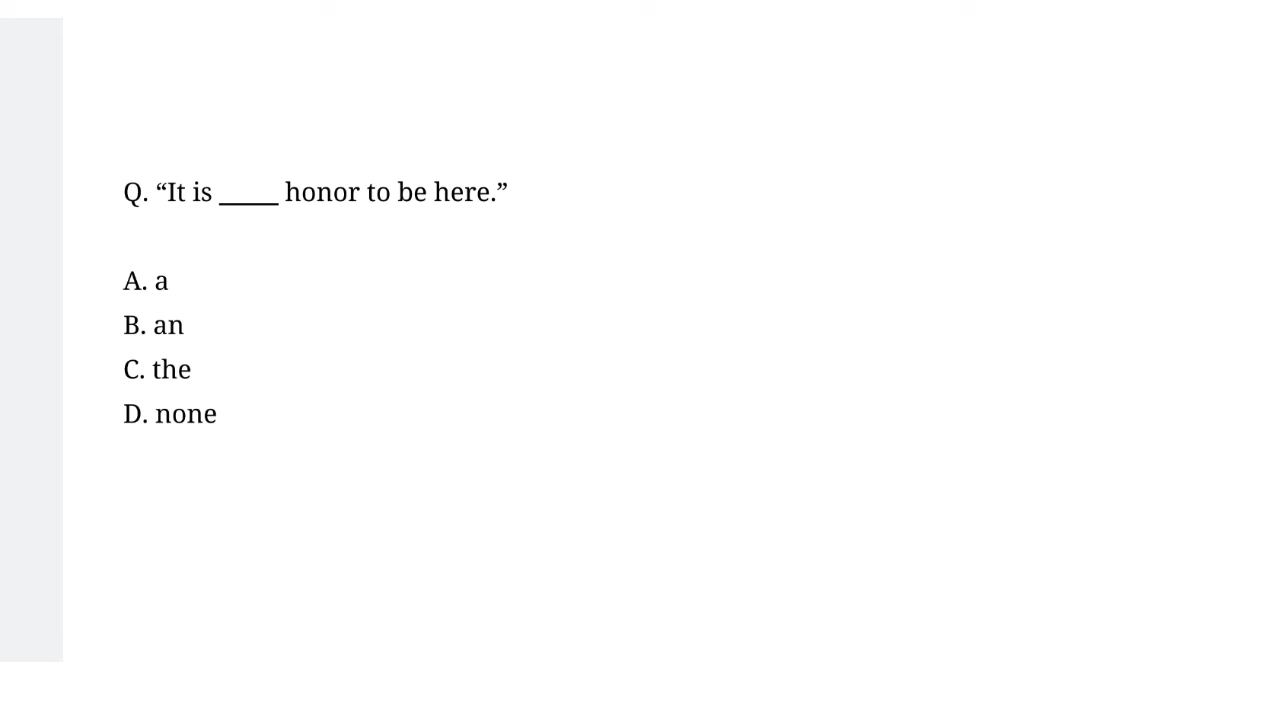 Q. “It is _____ honor to be here.”
A. a
B. an
C. the
D. none